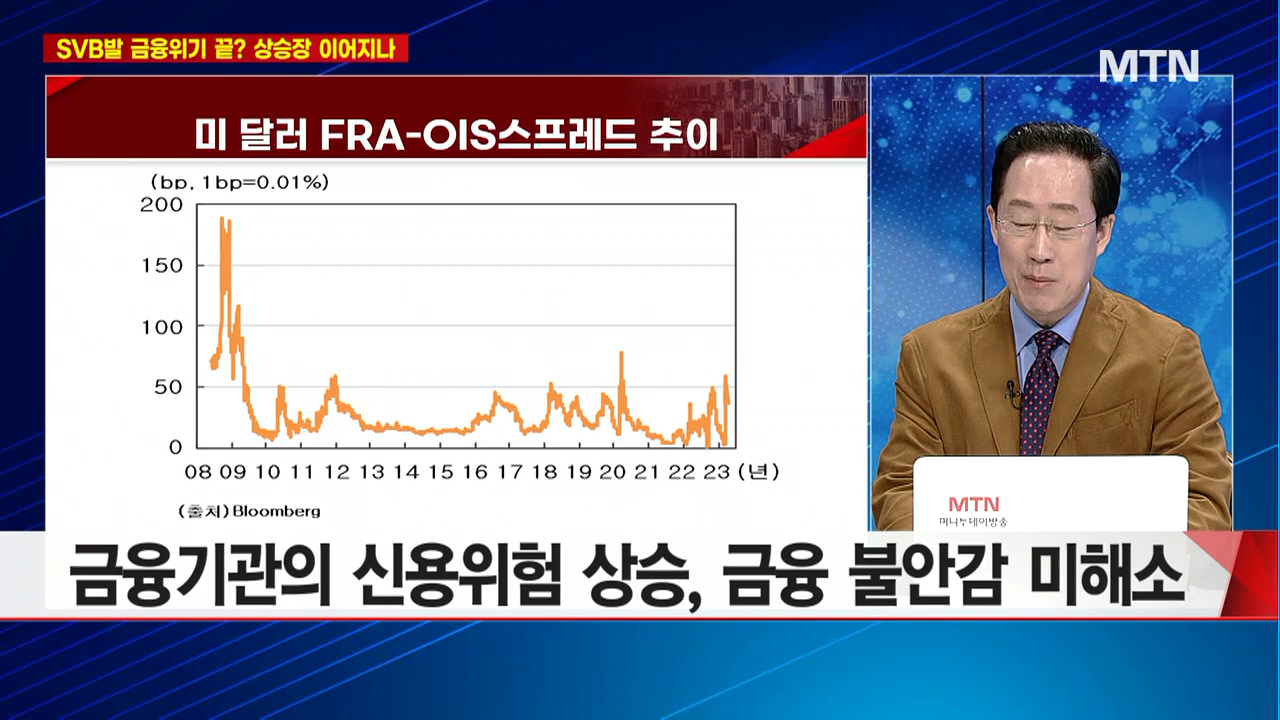 SVB발 금융위기 끝? 상승장 이어지나
MTN
미 달러 FRA-OIS스프레드 추이
(bp, 1bp=0.01%)
200
150
100
50
0
08 09 10 11 12 13 14 15 16 17 18 19 20 21 22 23 (년)
(출처)Bloomberg
MTN
머니투데이방송
금융기관의 신용위험 상승, 금융 불안감 미해소